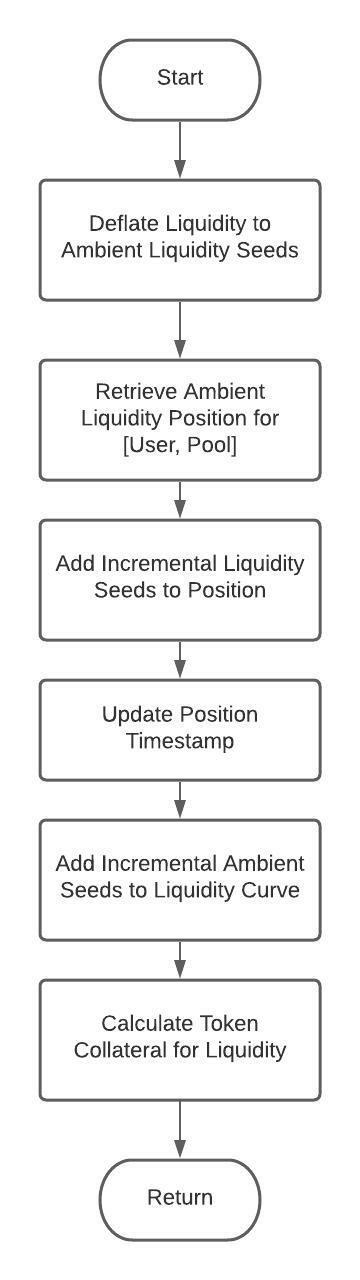 Start
Deflate Liquidity to
Ambient Liquidity Seeds
Retrieve Ambient
Liquidity Position for
[User, Pool]
Add Incremental Liquidity
Seeds to Position
Update Position
Timestamp
Add Incremental Ambient
Seeds to Liquidity Curve
Calculate Token
Collateral for Liquidity
Return